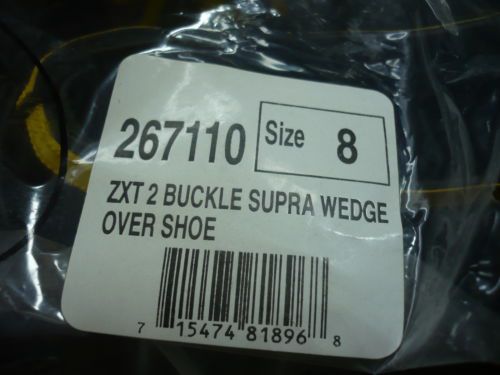 267110 Size 8
ZXT 2 BUCKLE SUPRA WEDGE
OVER SHOE
7 15474 81896 8